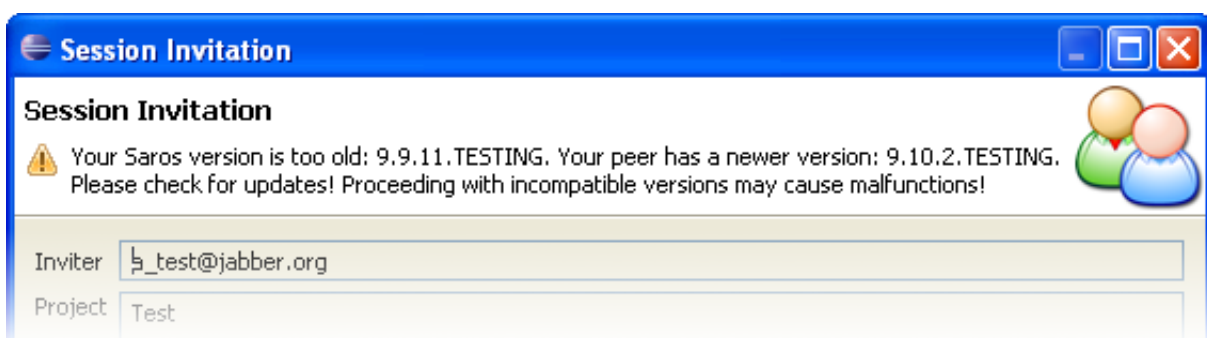 Session Invitation
Session Invitation
Your Saros version is too old: 9.9.11.TESTING. Your peer has a newer version: 9.10.2.TESTING.
Please check for updates! Proceeding with incompatible versions may cause malfunctions!
Inviter b_test@jabber.org
Project Test